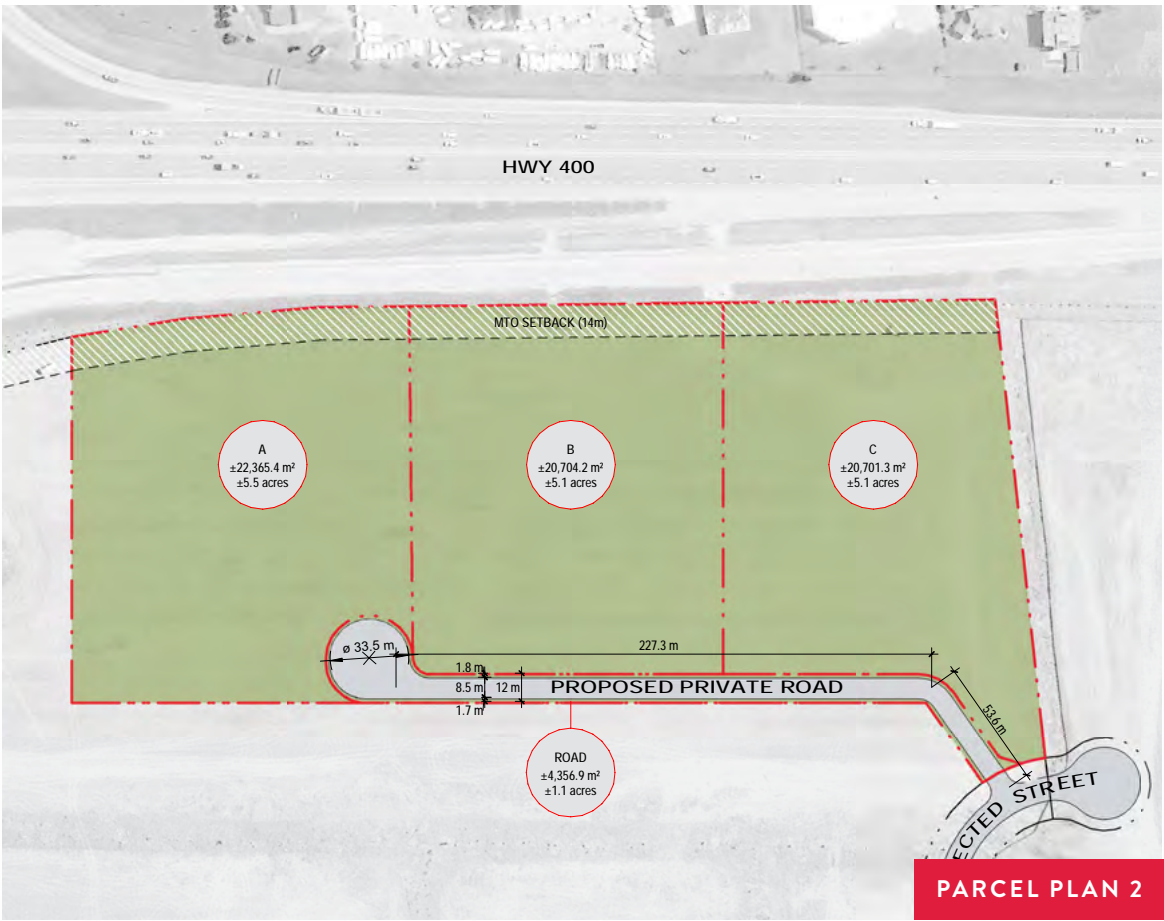 HWY 400
MTO SETBACK (14m)
A
±22,365.4 m²
±5.5 acres
B
±20,704.2 m²
±5.1 acres
C
±20,701.3 m²
±5.1 acres
ø 33.5 m
227.3 m
1.8 m
8.5 m
12 m
1.7 m
PROPOSED PRIVATE ROAD
53.6 m
ROAD
±4,356.9 m²
±1.1 acres
ECTED STREET
PARCEL PLAN 2